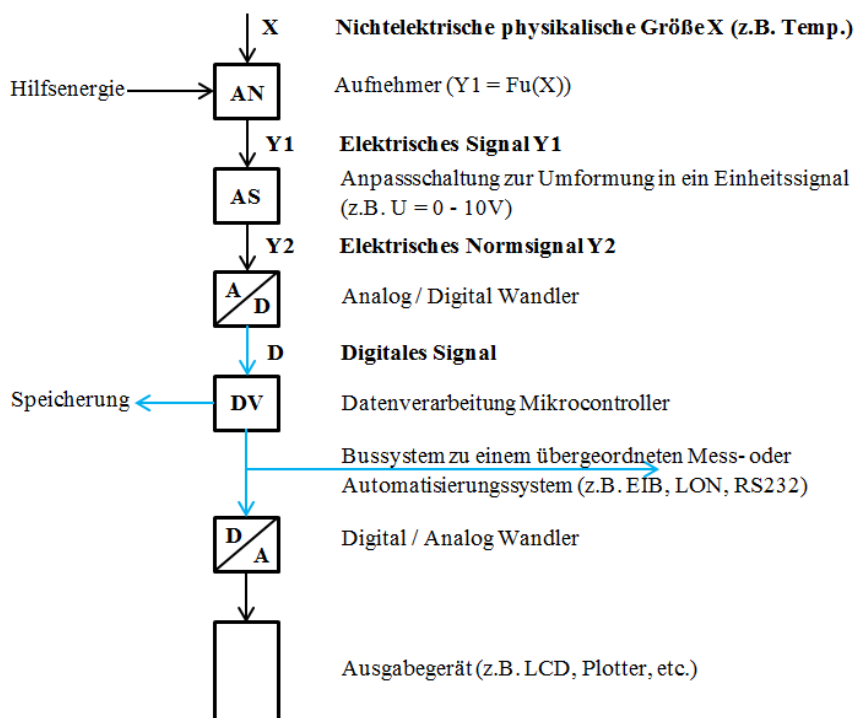 X Nichtelektrische physikalische Größe X (z.B. Temp.)
Hilfsenergie AN Aufnehmer (Y1 = Fu(X))
Y1 Elektrisches Signal Y1
AS Anpassschaltung zur Umformung in ein Einheitssignal
(z.B. U = 0 - 10V)
Y2 Elektrisches Normsignal Y2
A D Analog / Digital Wandler
D Digitales Signal
Speicherung DV Datenverarbeitung Mikrocontroller
Bussystem zu einem übergeordneten Mess- oder
Automatisierungssystem (z.B. EIB, LON, RS232)
D A Digital / Analog Wandler
Ausgabegerät (z.B. LCD, Plotter, etc.)